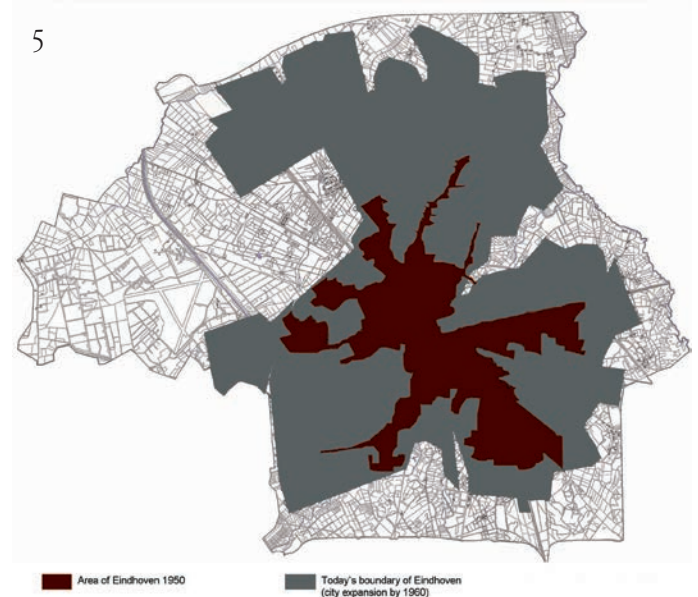 5
Area of Eindhoven 1950
Today's boundary of Eindhoven
(city expansion by 1960)